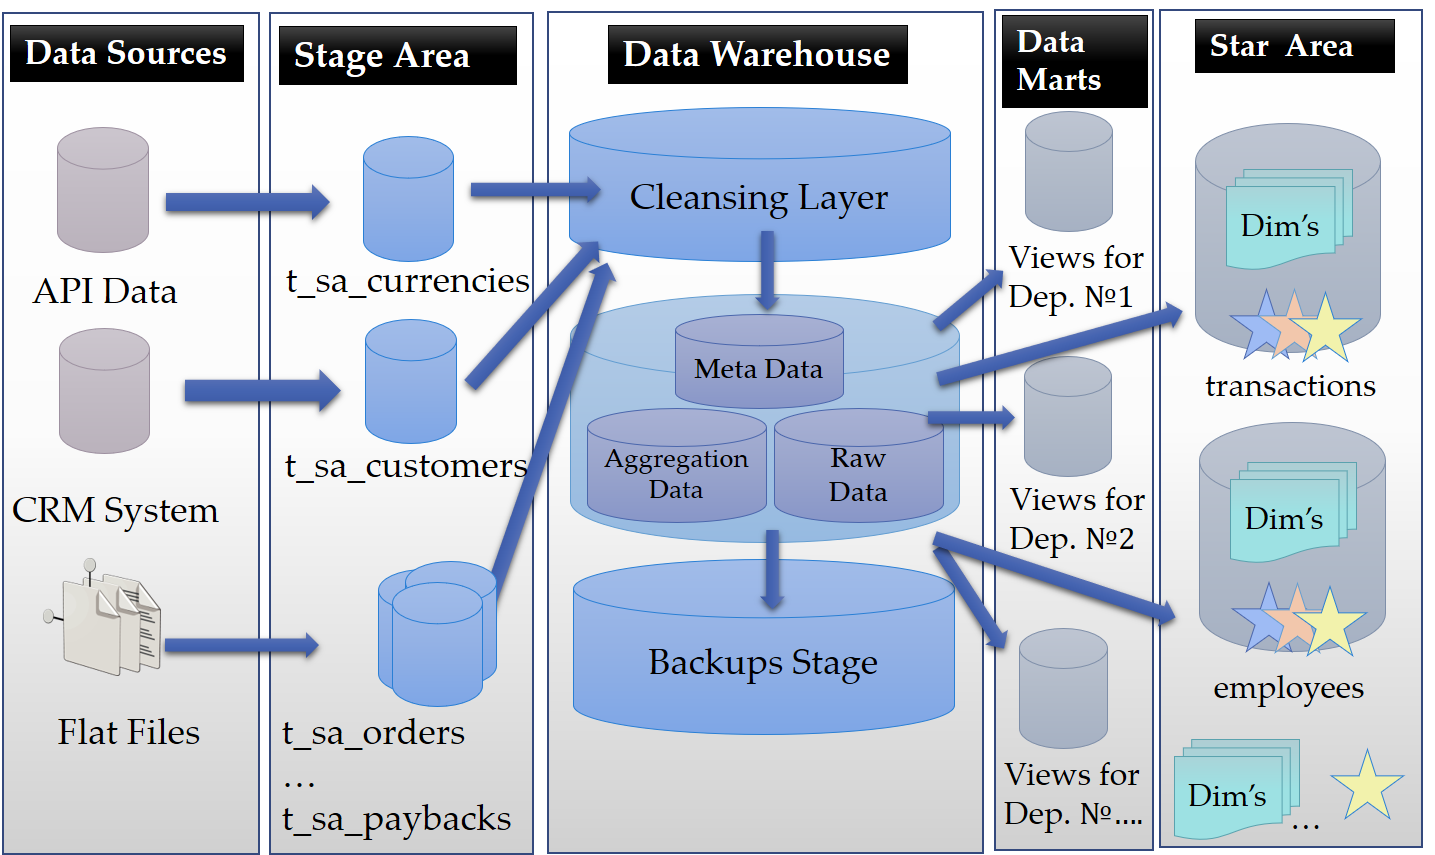 Data Sources
API Data
CRM System
Flat Files
Stage Area
t_sa_currencies
t_sa_customers
t_sa_orders
...
t_sa_paybacks
Data Warehouse
Cleansing Layer
Meta Data
Aggregation
Data
Raw
Data
Backups Stage
Data
Marts
Views for
Dep. №1
Views for
Dep. №2
Views for
Dep. №....
Star Area
Dim's
transactions
Dim's
employees
Dim's
...